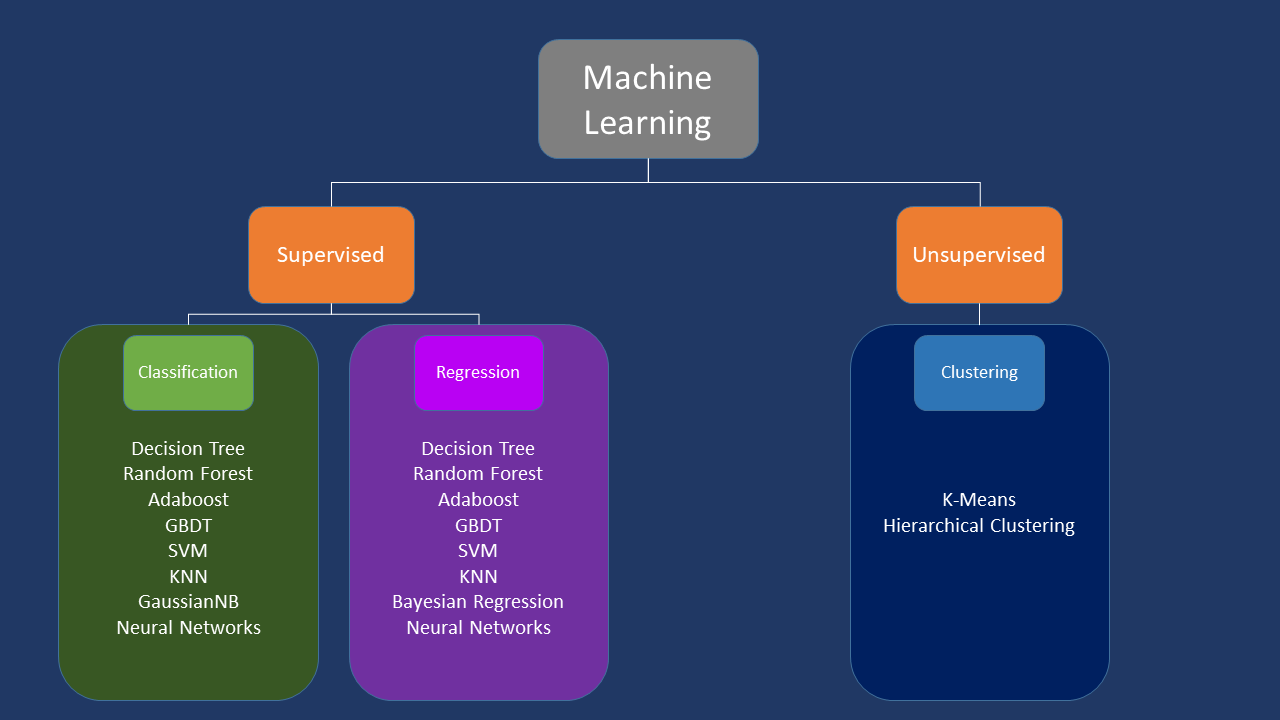 Machine
Learning
Supervised
Unsupervised
Classification
Decision Tree
Random Forest
Adaboost
GBDT
SVM
KNN
GaussianNB
Neural Networks
Regression
Decision Tree
Random Forest
Adaboost
GBDT
SVM
KNN
Bayesian Regression
Neural Networks
Clustering
K-Means
Hierarchical Clustering